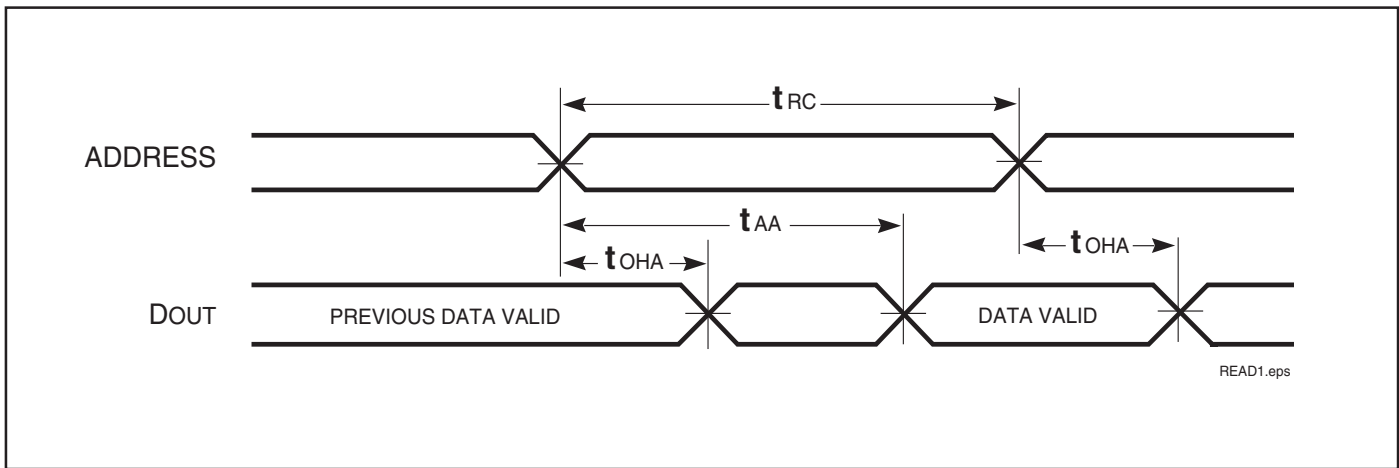 tRC
ADDRESS
tAA
tOHA
tOHA
DOUT
PREVIOUS DATA VALID
DATA VALID
READ1.eps